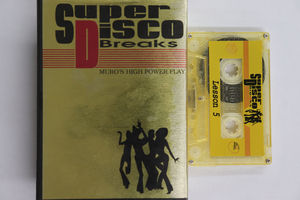 Super
Disco
Breaks
MURO'S HIGH POWER PLAY
Super
Disco
Lesson 5